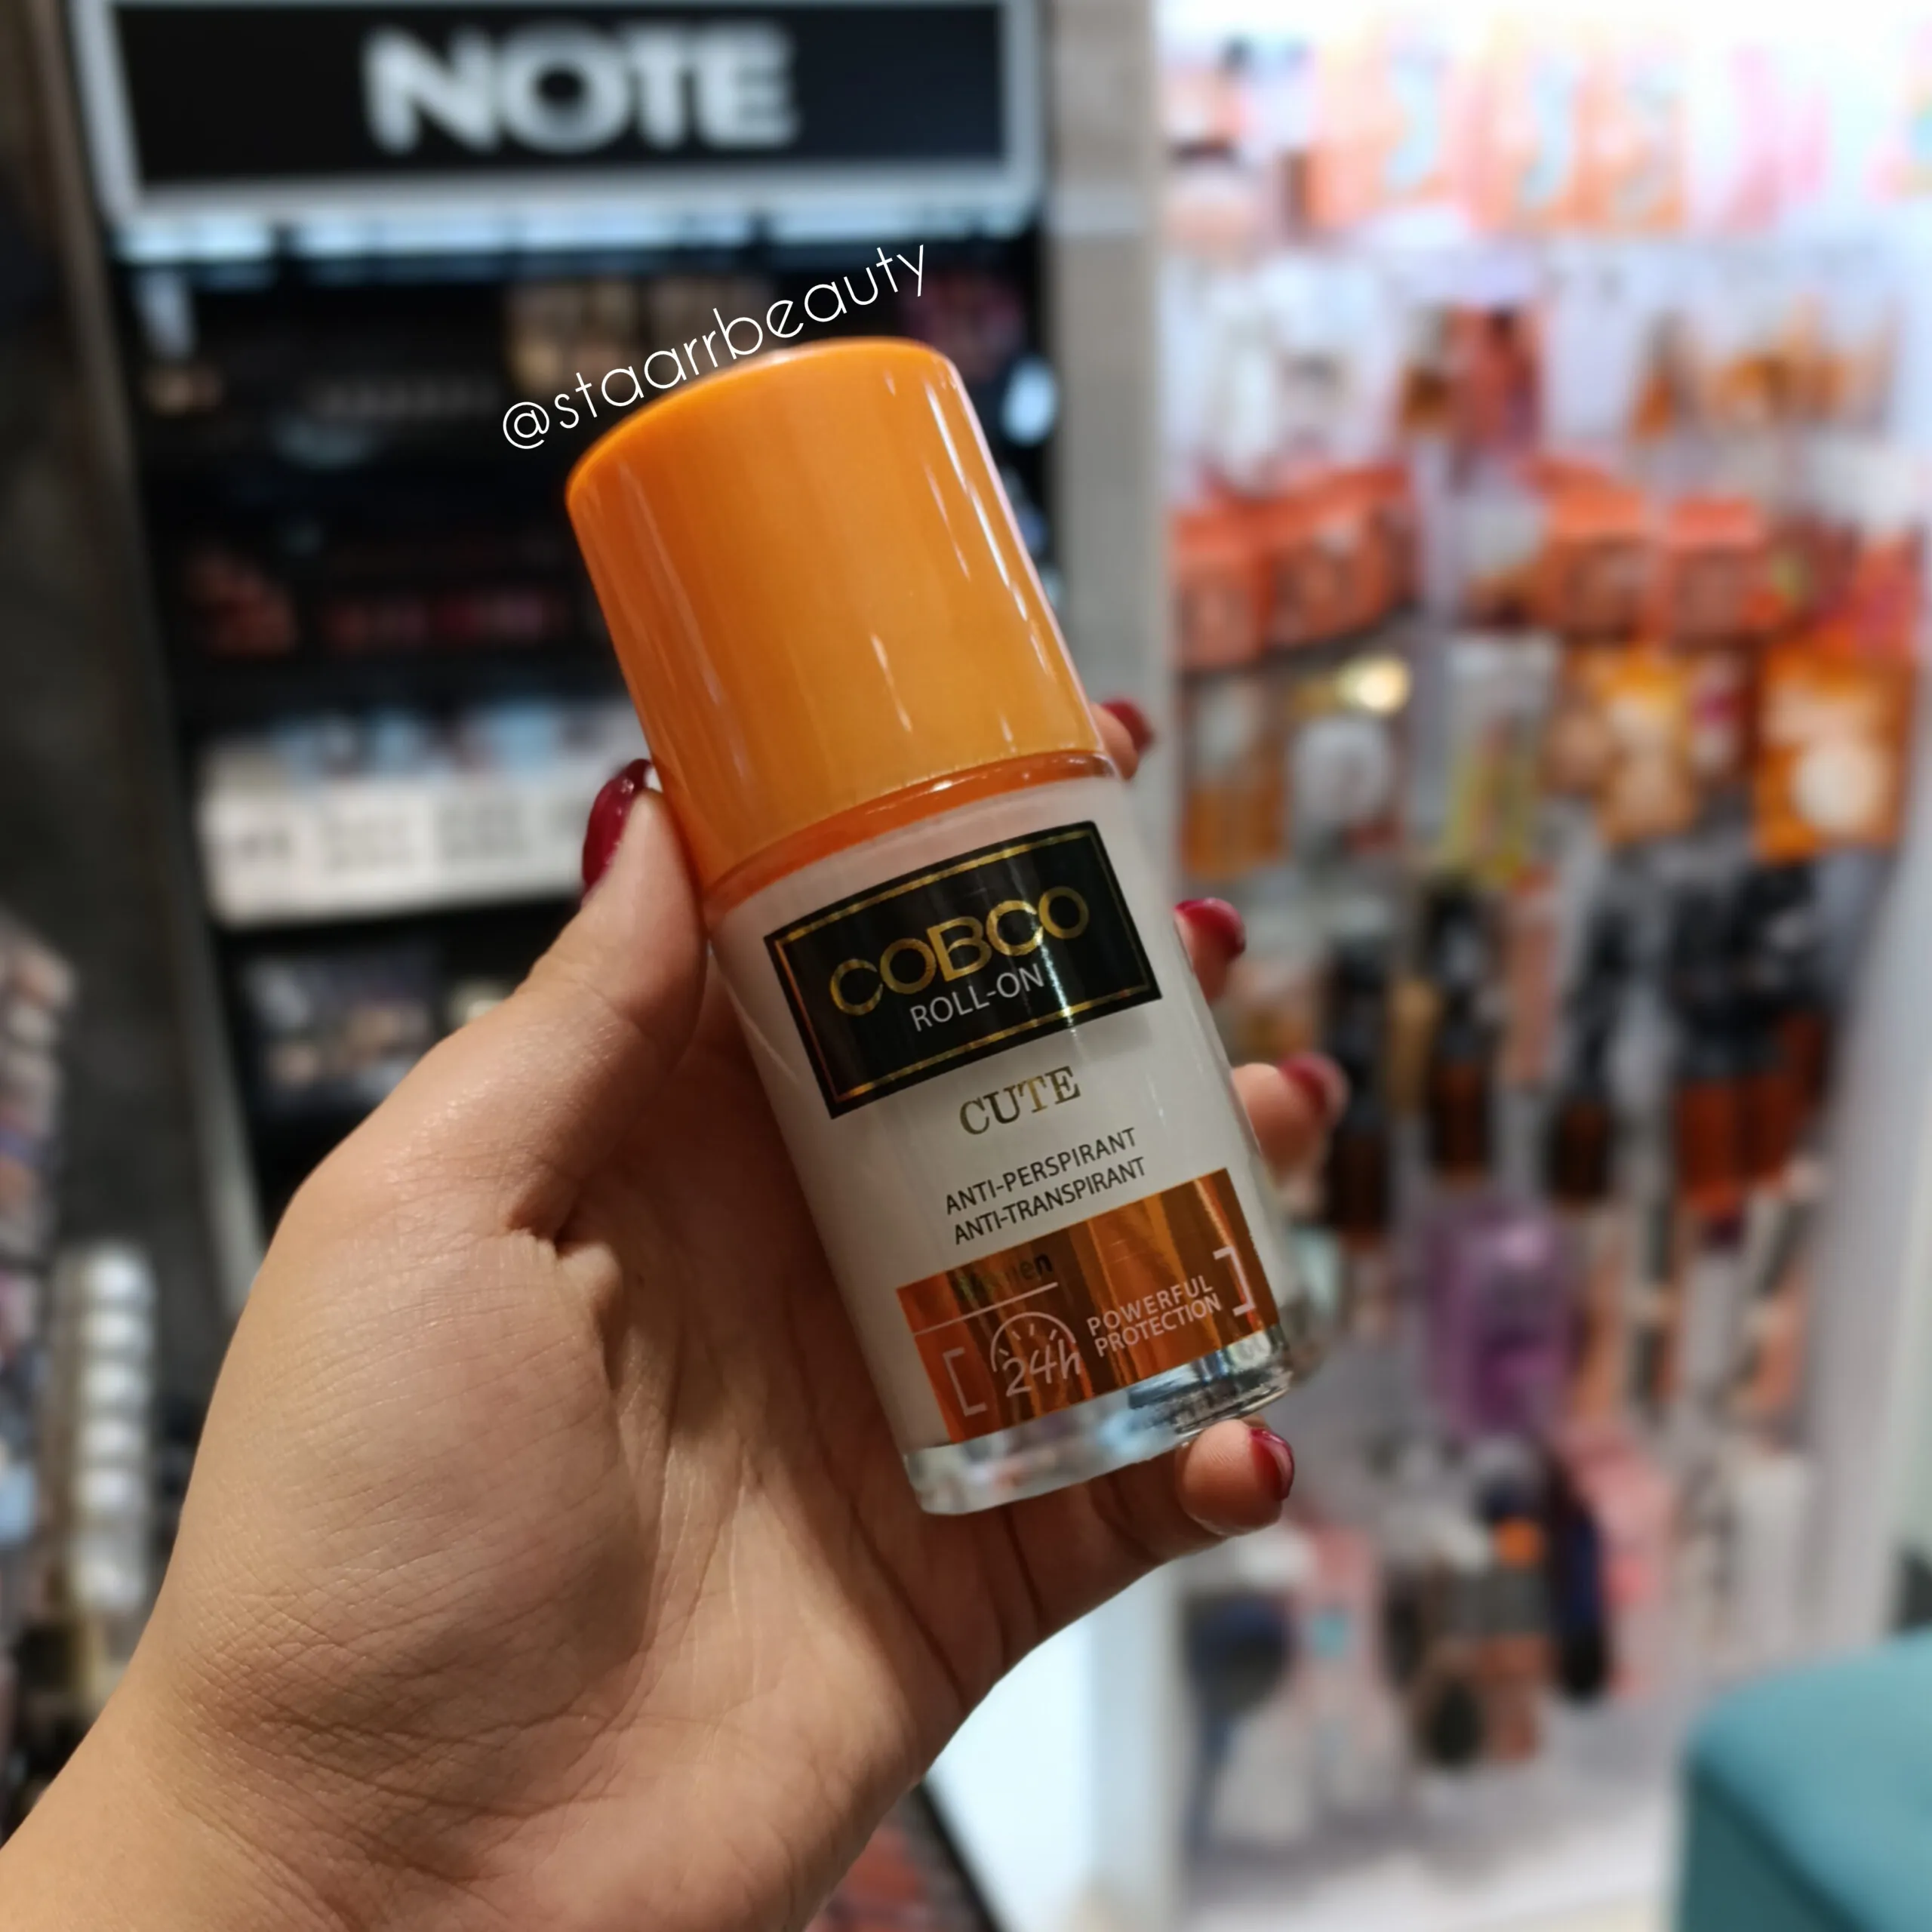 NOTE
@staarrbeauty
COBCO
ROLL-ON
CUTE
ANTI-PERSPIRANT
ANTI-TRANSPIRANT
24h
POWERFUL
PROTECTION